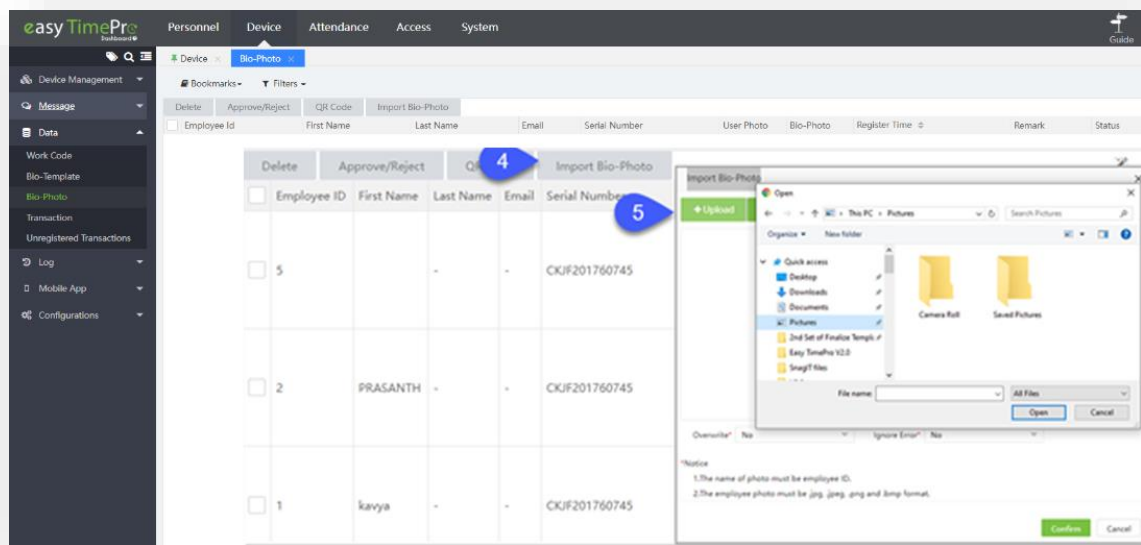 easy TimePro
Dashboard
Personnel Device Attendance Access System
Guide
Device × Bio-Photo ×
Device Management
Message
Data
Work Code
Bio-Template
Bio-Photo
Transaction
Unregistered Transactions
Log
Mobile App
Configurations
Bookmarks Filters
Delete Approve/Reject QR Code Import Bio-Photo
Employee Id First Name Last Name Email Serial Number User Photo Bio-Photo Register Time Remark Status
Delete Approve/Reject 4 Import Bio-Photo
Employee ID First Name Last Name Email Serial Number
5 - - CKJF201760745
2 PRASANTH - - CKJF201760745
1 kavya - - CKJF201760745
Import Bio-Photo
5
+Upload
Open
This PC › Pictures
Search Pictures
Organize New folder
Quick access
Desktop
Downloads
Documents
Pictures
2nd Set of Finalize Templ
Easy TimePro V2.0
SnagIT files
Camera Roll Saved Pictures
File name: All Files
Open Cancel
Overwrite* No Ignore Error* No
*Notice
1.The name of photo must be employee ID.
2.The employee photo must be .jpg, .jpeg, .png and .bmp format.
Confirm Cancel